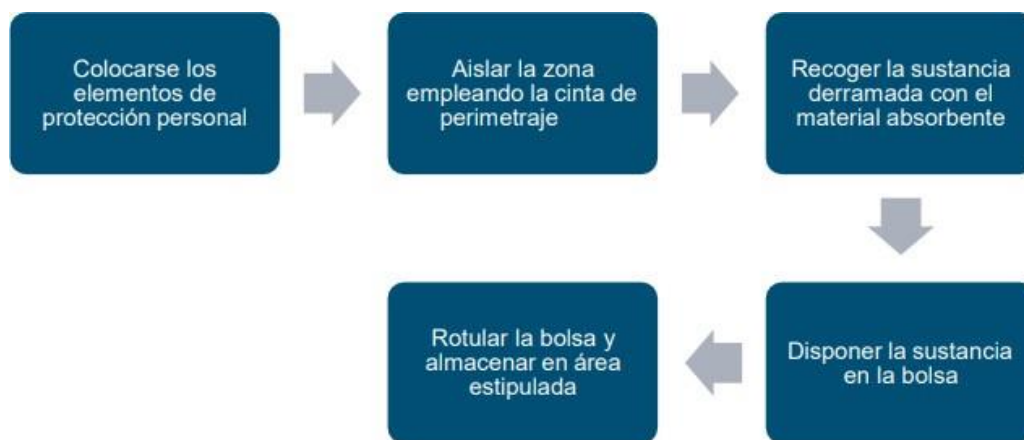 Colocarse los
elementos de
protección personal
Aislar la zona
empleando la cinta de
perimetraje
Recoger la sustancia
derramada con el
material absorbente
Disponer la sustancia
en la bolsa
Rotular la bolsa y
almacenar en área
estipulada